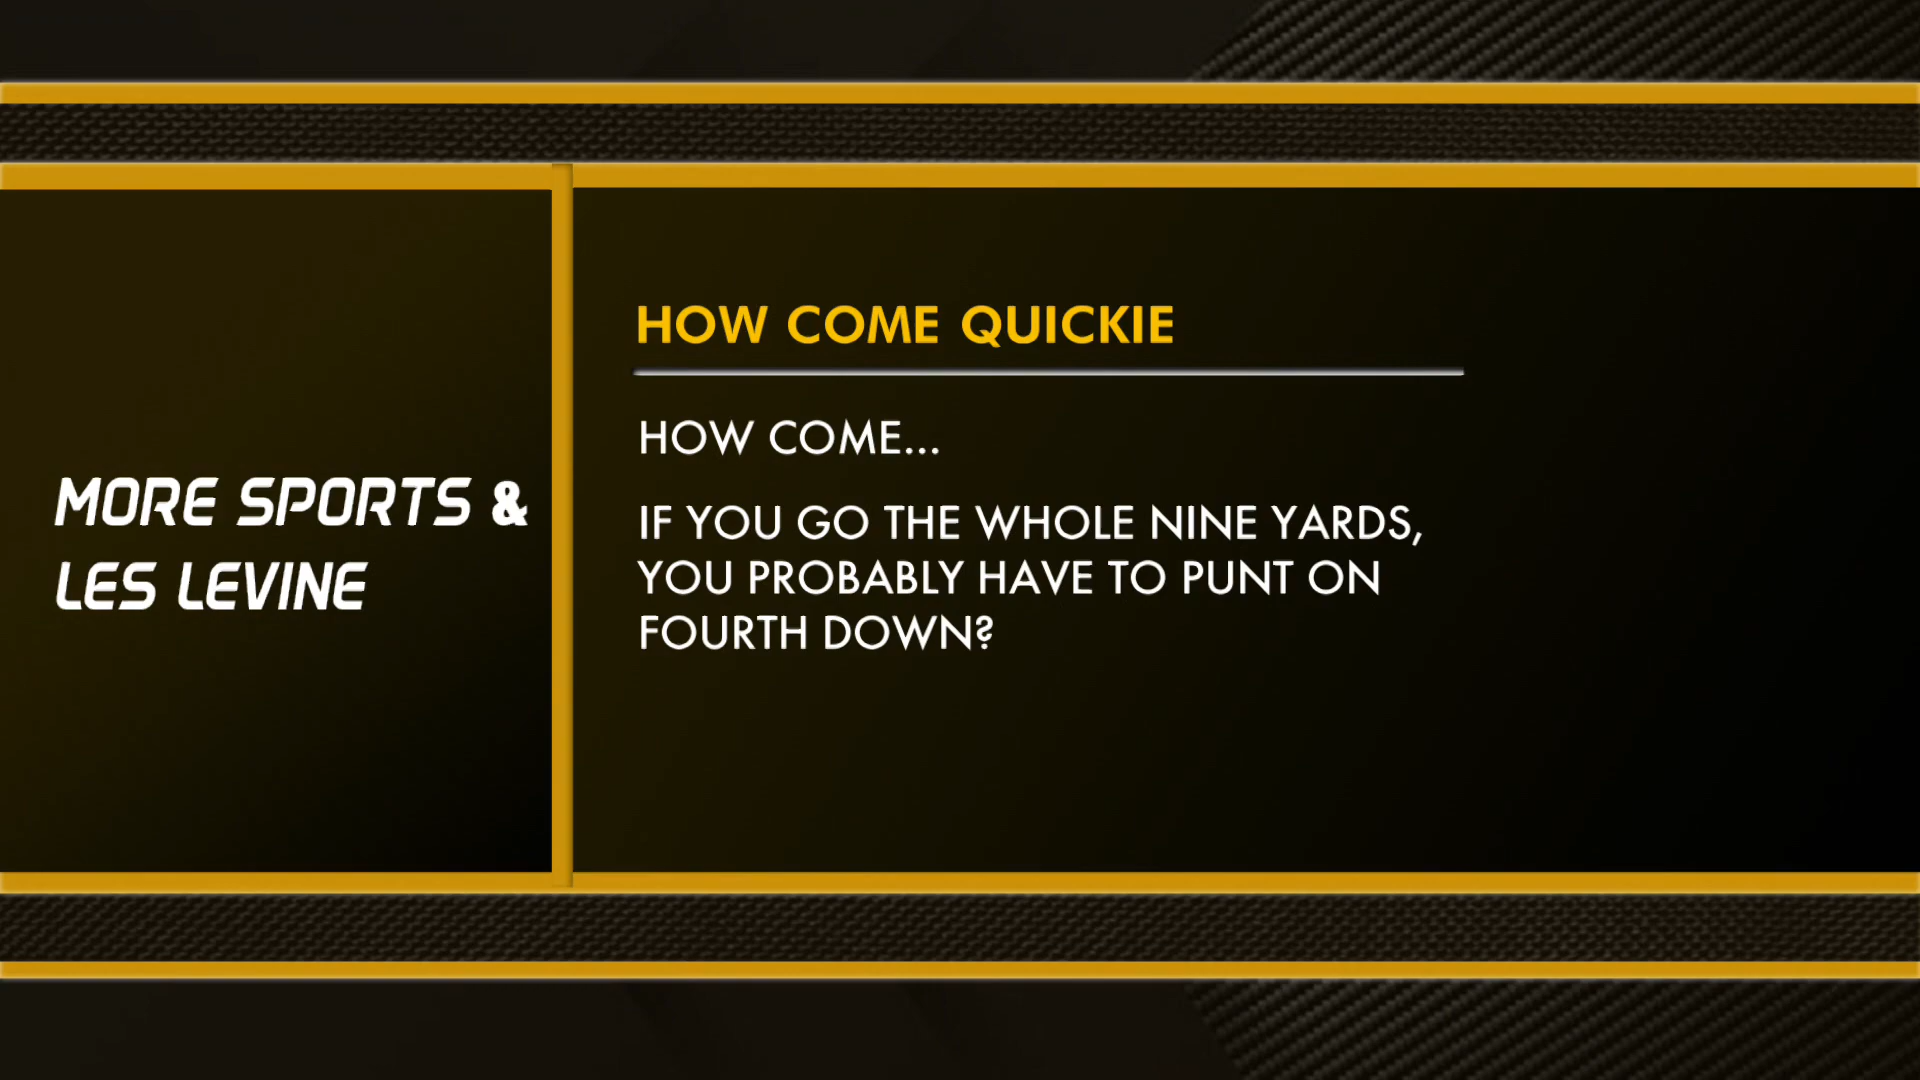 MORE SPORTS &
LES LEVINE
HOW COME QUICKIE
HOW COME...
IF YOU GO THE WHOLE NINE YARDS,
YOU PROBABLY HAVE TO PUNT ON
FOURTH DOWN?